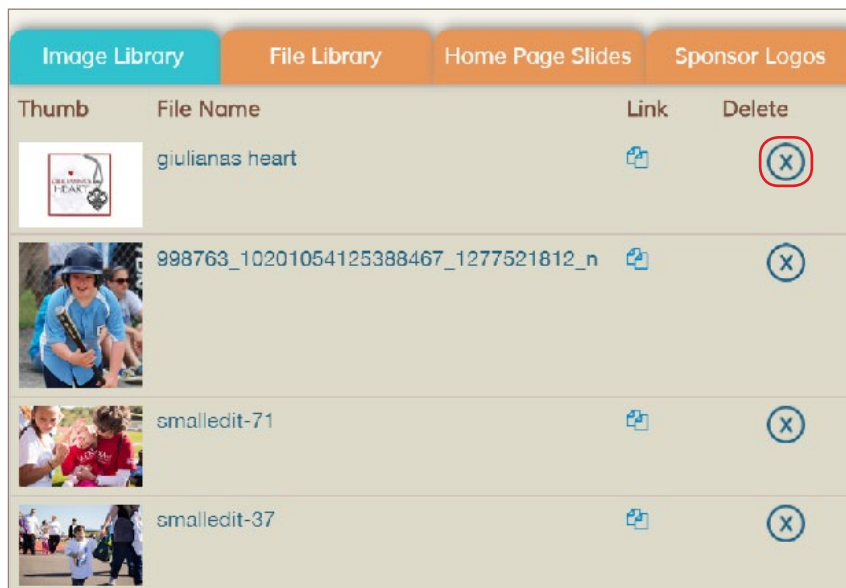 Image Library File Library Home Page Slides Sponsor Logos
Thumb File Name Link Delete
giulianas heart X
HEART
998763_10201054125388467_1277521812_n X
smalledit-71 X
smalledit-37 X